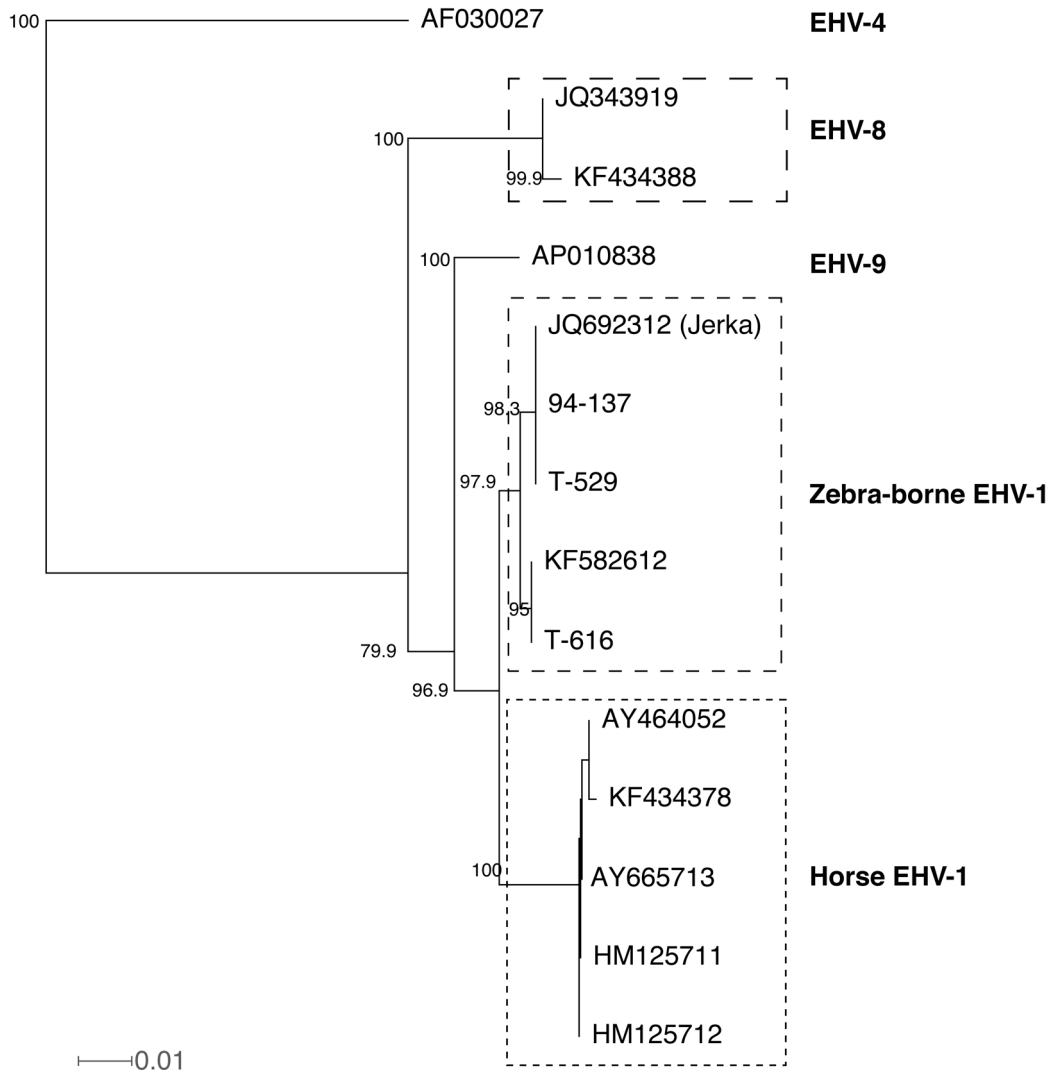 100
AF030027
EHV-4
JQ343919
100
EHV-8
99.9
KF434388
AP010838
100
EHV-9
JQ692312 (Jerka)
98.3
94-137
97.9
T-529
Zebra-borne EHV-1
KF582612
95
T-616
79.9
96.9
AY464052
KF434378
100
AY665713
Horse EHV-1
HM125711
HM125712
0.01